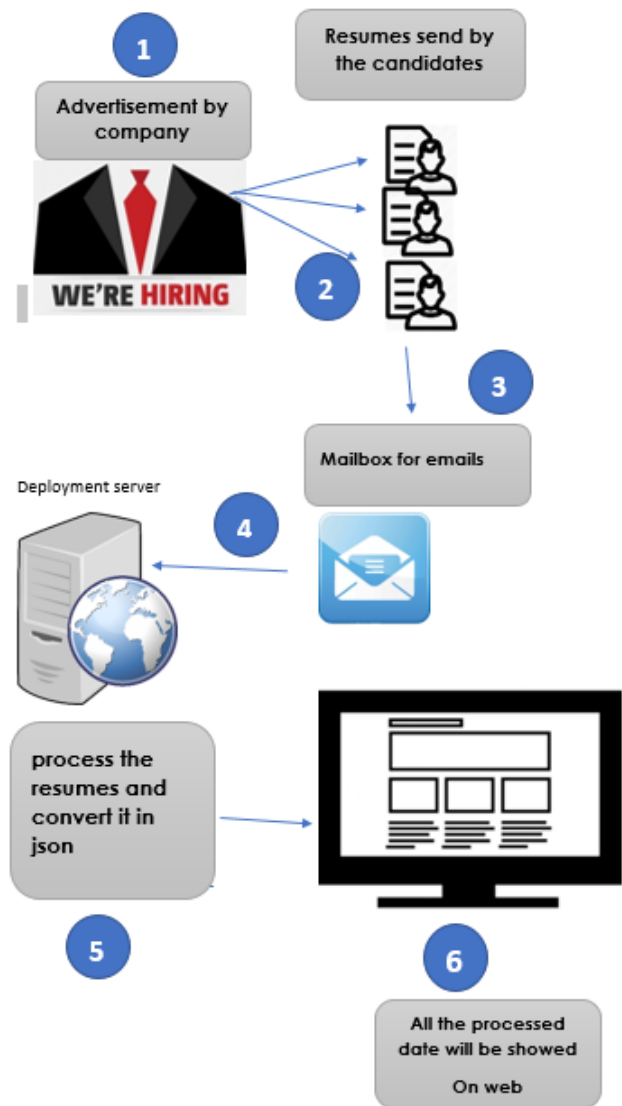 1
Resumes send by
the candidates
Advertisement by
company
WE'RE HIRING
2
3
Mailbox for emails
Deployment server
4
process the
resumes and
convert it in
json
5
6
All the processed
date will be showed
On web